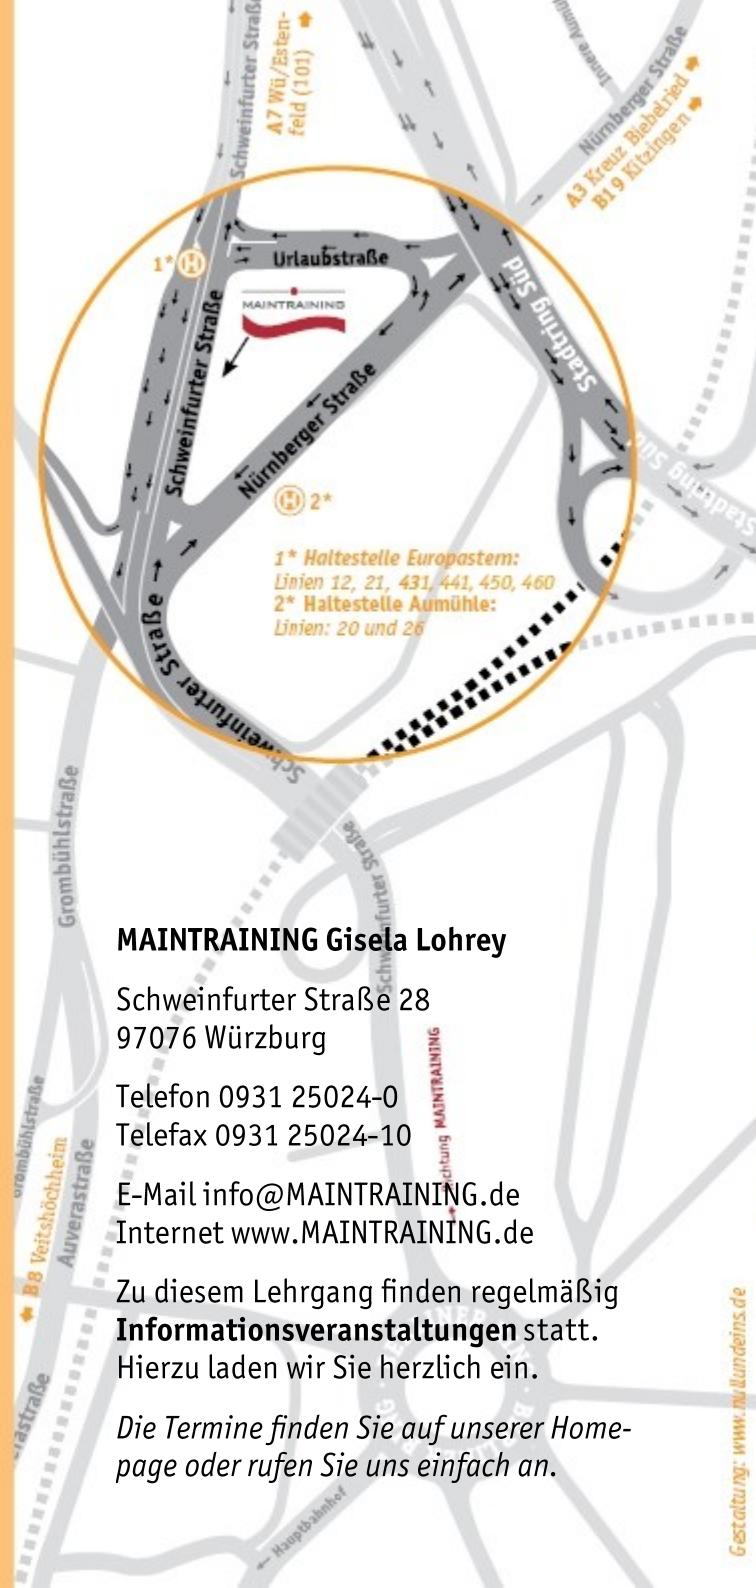 Schweinfurter Straße
A7 Wü/Esten-
feld (101)
Nürnberger Straße
A3 Kreuz Biebelried
B19 Kitzingen
1* H
Urlaubstraße
MAINTRAINING
Stadtring Süd
Schweinfurter Straße
Nürnberger Straße
Stadtring Süd
Stadtring
H 2*
1* Haltestelle Europastern:
Linien 12, 21, 431, 441, 450, 460
2* Haltestelle Aumühle:
Linien: 20 und 26
Schweinfurter Straße
Grombühlstraße
Schweinfurter Straße
MAINTRAINING Gisela Lohrey
Schweinfurter Straße 28
97076 Würzburg
Telefon 0931 25024-0
Telefax 0931 25024-10
Richtung MAINTRAINING
E-Mail info@MAINTRAINING.de
Internet www.MAINTRAINING.de
Grombühlstraße
B8 Veitshöchheim
Auverastraße
Zu diesem Lehrgang finden regelmäßig
Informationsveranstaltungen statt.
Hierzu laden wir Sie herzlich ein.
Die Termine finden Sie auf unserer Home-
page oder rufen Sie uns einfach an.
Hauptbahnhof
Gestaltung: www.nullundeins.de